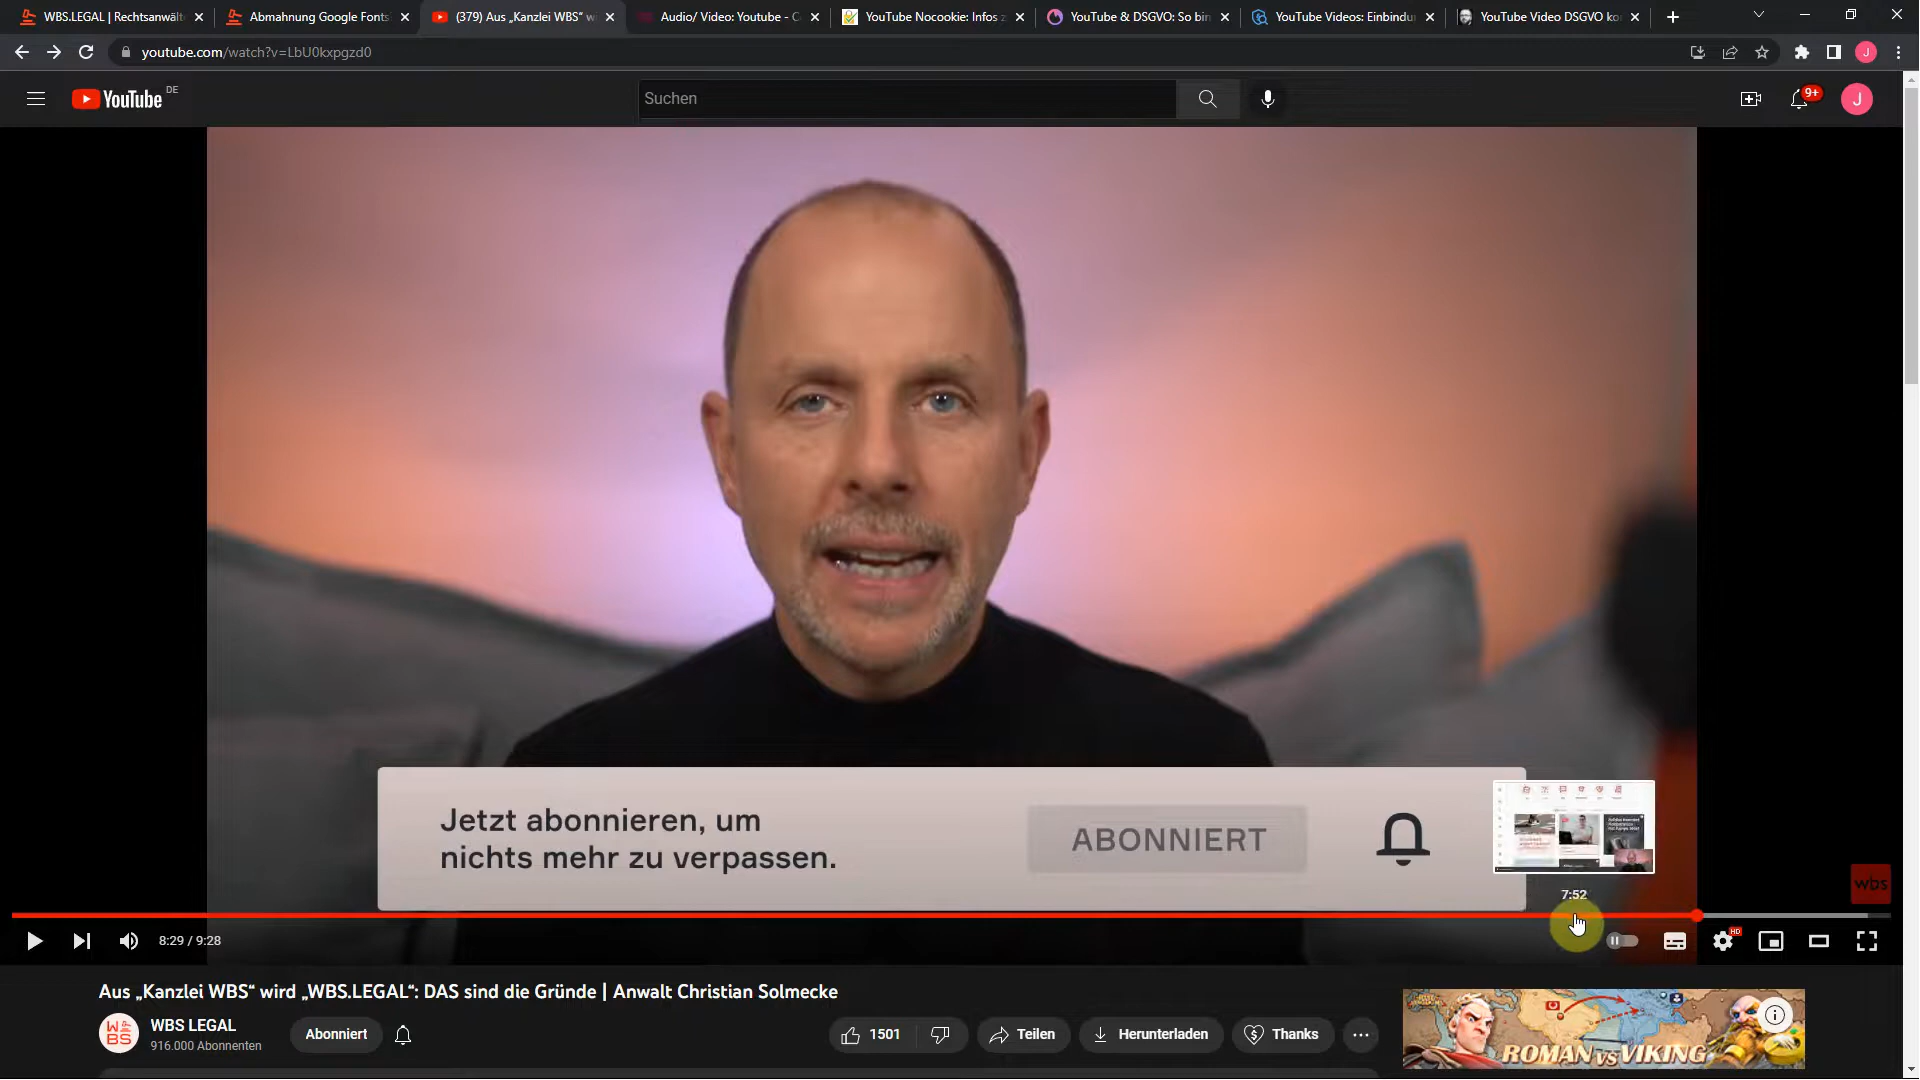 WBS.LEGAL | Rechtsanwält
Abmahnung Google Fonts
(379) Aus „Kanzlei WBS“ w
Audio/ Video: Youtube - C
YouTube Nocookie: Infos z
YouTube & DSGVO: So bin
YouTube Videos: Einbindu
YouTube Video DSGVO ko
youtube.com/watch?v=LbU0kxpgzd0
J
YouTube DE
Suchen
9+
J
Jetzt abonnieren, um
nichts mehr zu verpassen.
ABONNIERT
7:52
wbs
8:29 / 9:28
HD
Aus „Kanzlei WBS“ wird „WBS.LEGAL“: DAS sind die Gründe | Anwalt Christian Solmecke
WBS
WBS LEGAL
916.000 Abonnenten
Abonniert
1501
Teilen
Herunterladen
Thanks
ROMAN vs VIKING